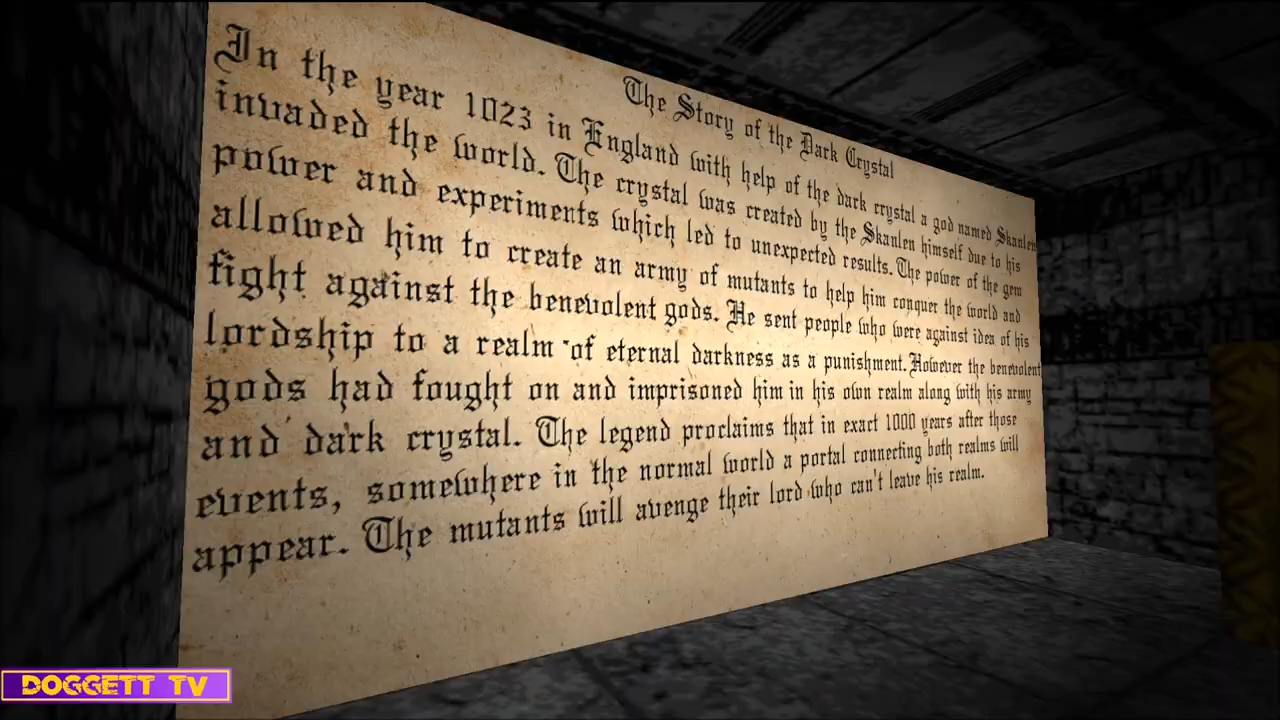 The Story of the Dark Crystal
In the year 1023 in England with help of the dark crystal a god named Skanlen
invaded the world. The crystal was created by the Skanlen himself due to his
power and experiments which led to unexpected results. The power of the gem
allowed him to create an army of mutants to help him conquer the world and
fight against the benevolent gods. He sent people who were against idea of his
lordship to a realm of eternal darkness as a punishment. However the benevolent
gods had fought on and imprisoned him in his own realm along with his army
and dark crystal. The legend proclaims that in exact 1000 years after those
events, somewhere in the normal world a portal connecting both realms will
appear. The mutants will avenge their lord who can't leave his realm.
DOGGETT TV